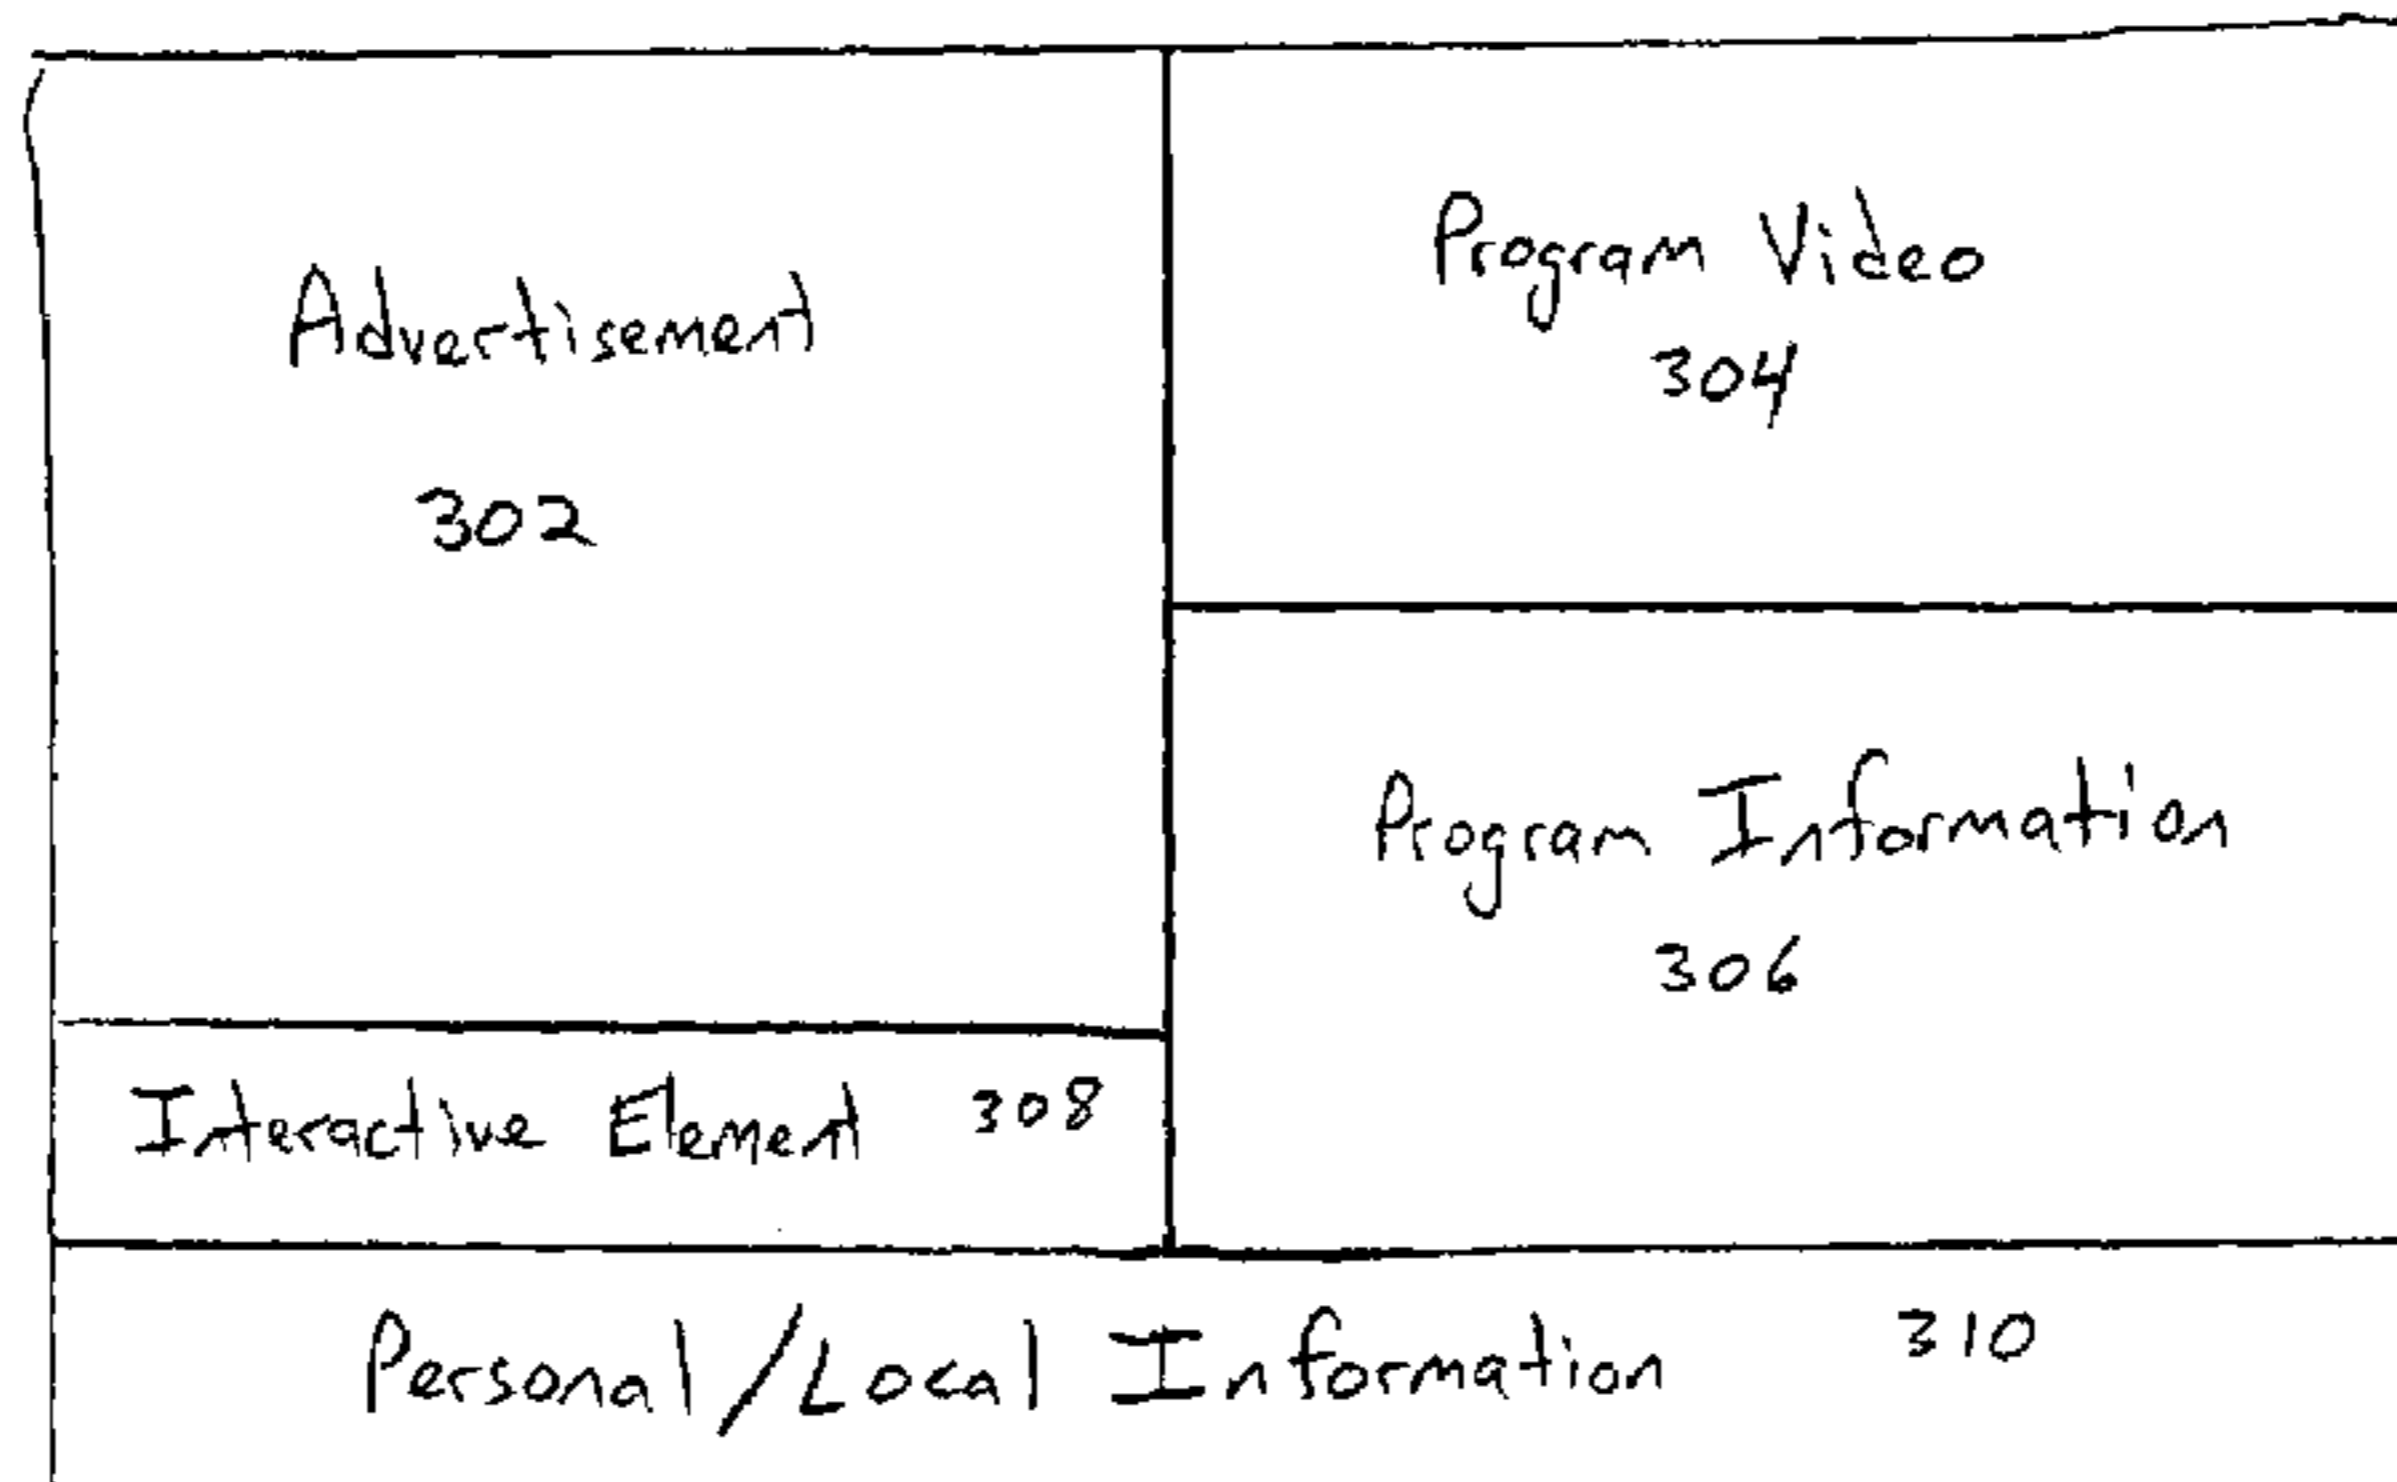 Advertisement
302
Program Video
304
Program Information
306
Interactive Element 308
Personal/Local Information 310